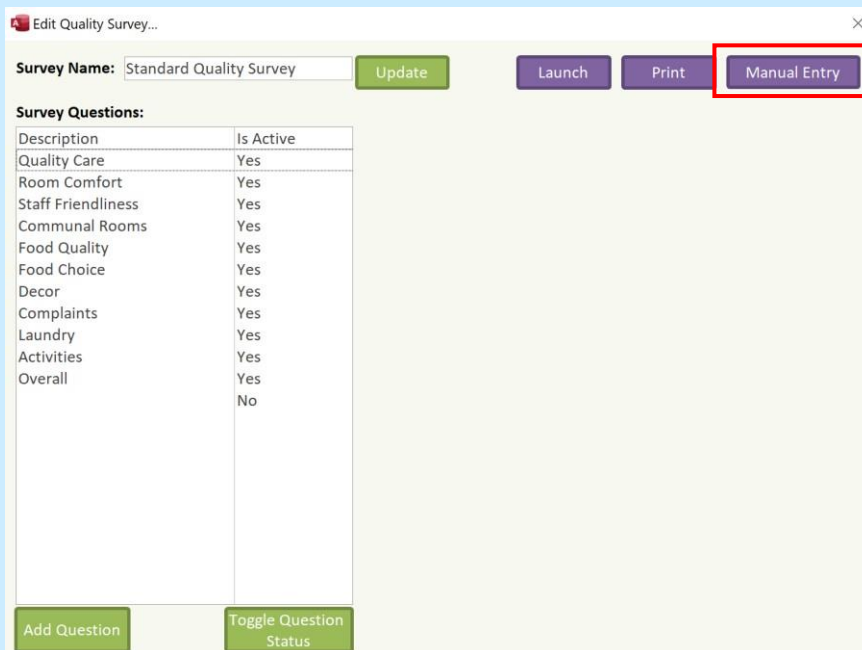 Edit Quality Survey...
Survey Name: Standard Quality Survey Update Launch Print Manual Entry
Survey Questions:
Description Is Active
Quality Care Yes
Room Comfort Yes
Staff Friendliness Yes
Communal Rooms Yes
Food Quality Yes
Food Choice Yes
Decor Yes
Complaints Yes
Laundry Yes
Activities Yes
Overall Yes
No
Add Question Toggle Question
Status